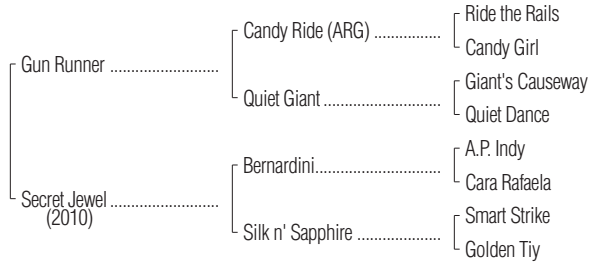 Ride the Rails
Candy Ride (ARG) ................
Candy Girl
Gun Runner ..........................
Giant's Causeway
Quiet Giant ............................
Quiet Dance
A.P. Indy
Bernardini..............................
Cara Rafaela
Secret Jewel ..........................
(2010)
Smart Strike
Silk n' Sapphire ....................
Golden Tiy